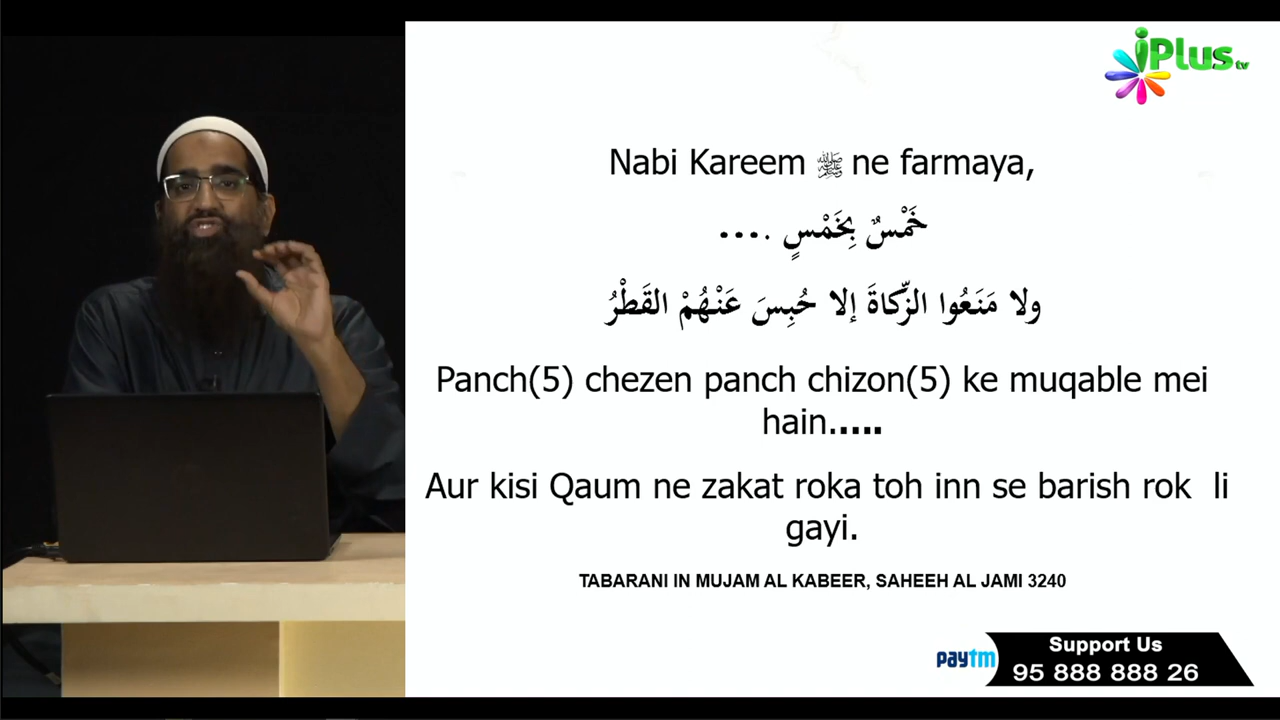 iPlus tv
Nabi Kareem ﷺ ne farmaya,
خَمْسٌ بِخَمْسٍ ....
ولا مَنَعُوا الزَّكاةَ إلا حُبِسَ عَنْهُمْ القَطْرُ
Panch(5) chezen panch chizon(5) ke muqable mei
hain.....
Aur kisi Qaum ne zakat roka toh inn se barish rok li
gayi.
TABARANI IN MUJAM AL KABEER, SAHEEH AL JAMI 3240
Support Us
paytm 95 888 888 26